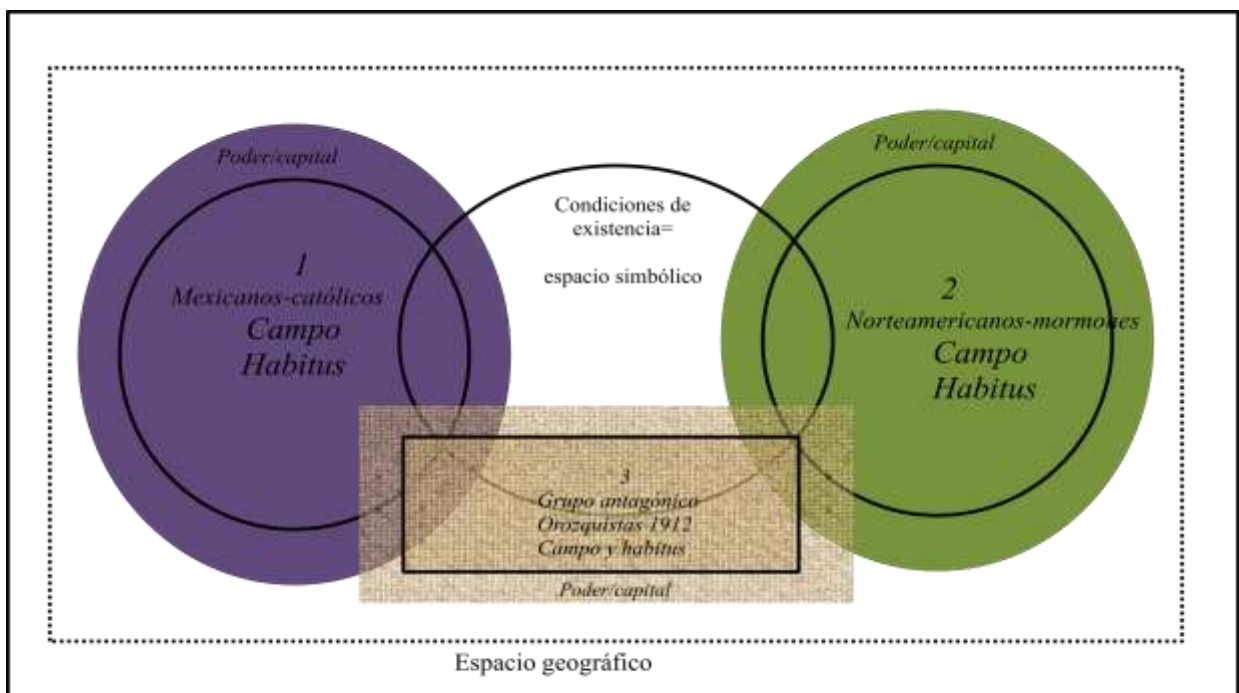 Poder/capital
1
Mexicanos-católicos
Campo
Habitus
Condiciones de
existencia=
espacio simbólico
Poder/capital
2
Norteamericanos-mormones
Campo
Habitus
3
Grupo antagónico
Orozquistas 1912
Campo y habitus
Poder/capital
Espacio geográfico